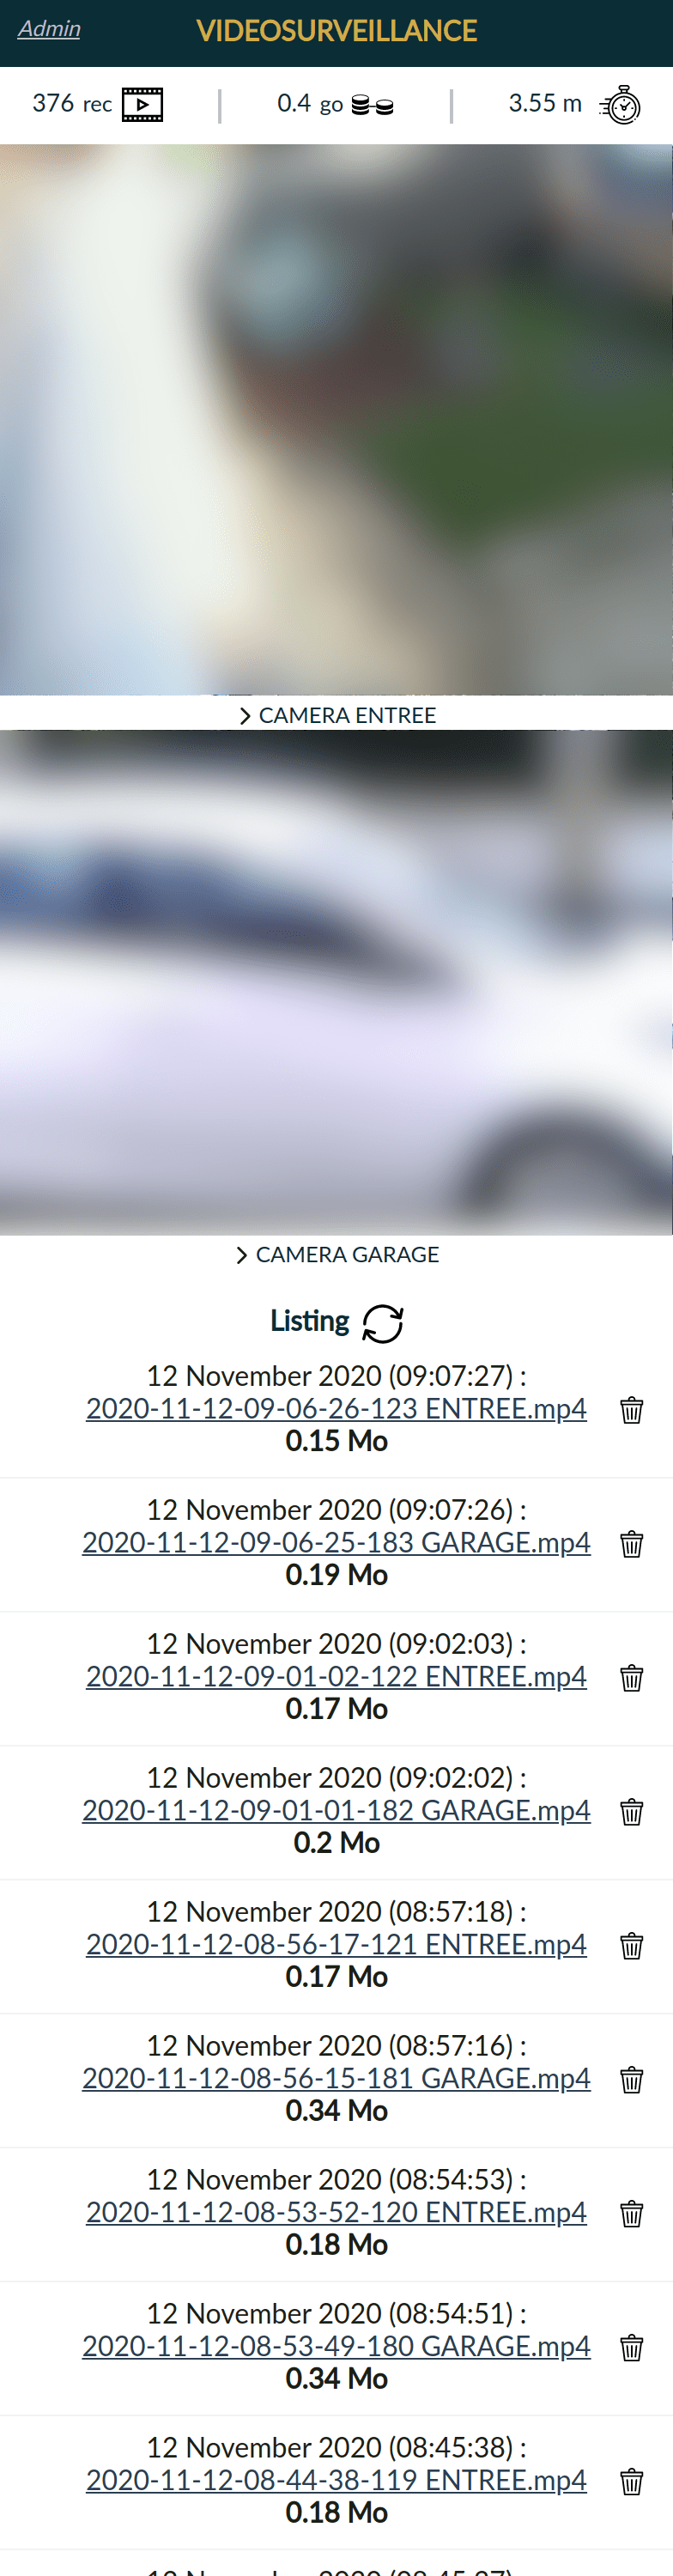 Admin
VIDEOSURVEILLANCE
376 rec
0.4 go
3.55 m
CAMERA ENTREE
CAMERA GARAGE
Listing
12 November 2020 (09:07:27) :
2020-11-12-09-06-26-123 ENTREE.mp4
0.15 Mo
12 November 2020 (09:07:26) :
2020-11-12-09-06-25-183 GARAGE.mp4
0.19 Mo
12 November 2020 (09:02:03) :
2020-11-12-09-01-02-122 ENTREE.mp4
0.17 Mo
12 November 2020 (09:02:02) :
2020-11-12-09-01-01-182 GARAGE.mp4
0.2 Mo
12 November 2020 (08:57:18) :
2020-11-12-08-56-17-121 ENTREE.mp4
0.17 Mo
12 November 2020 (08:57:16) :
2020-11-12-08-56-15-181 GARAGE.mp4
0.34 Mo
12 November 2020 (08:54:53) :
2020-11-12-08-53-52-120 ENTREE.mp4
0.18 Mo
12 November 2020 (08:54:51) :
2020-11-12-08-53-49-180 GARAGE.mp4
0.34 Mo
12 November 2020 (08:45:38) :
2020-11-12-08-44-38-119 ENTREE.mp4
0.18 Mo